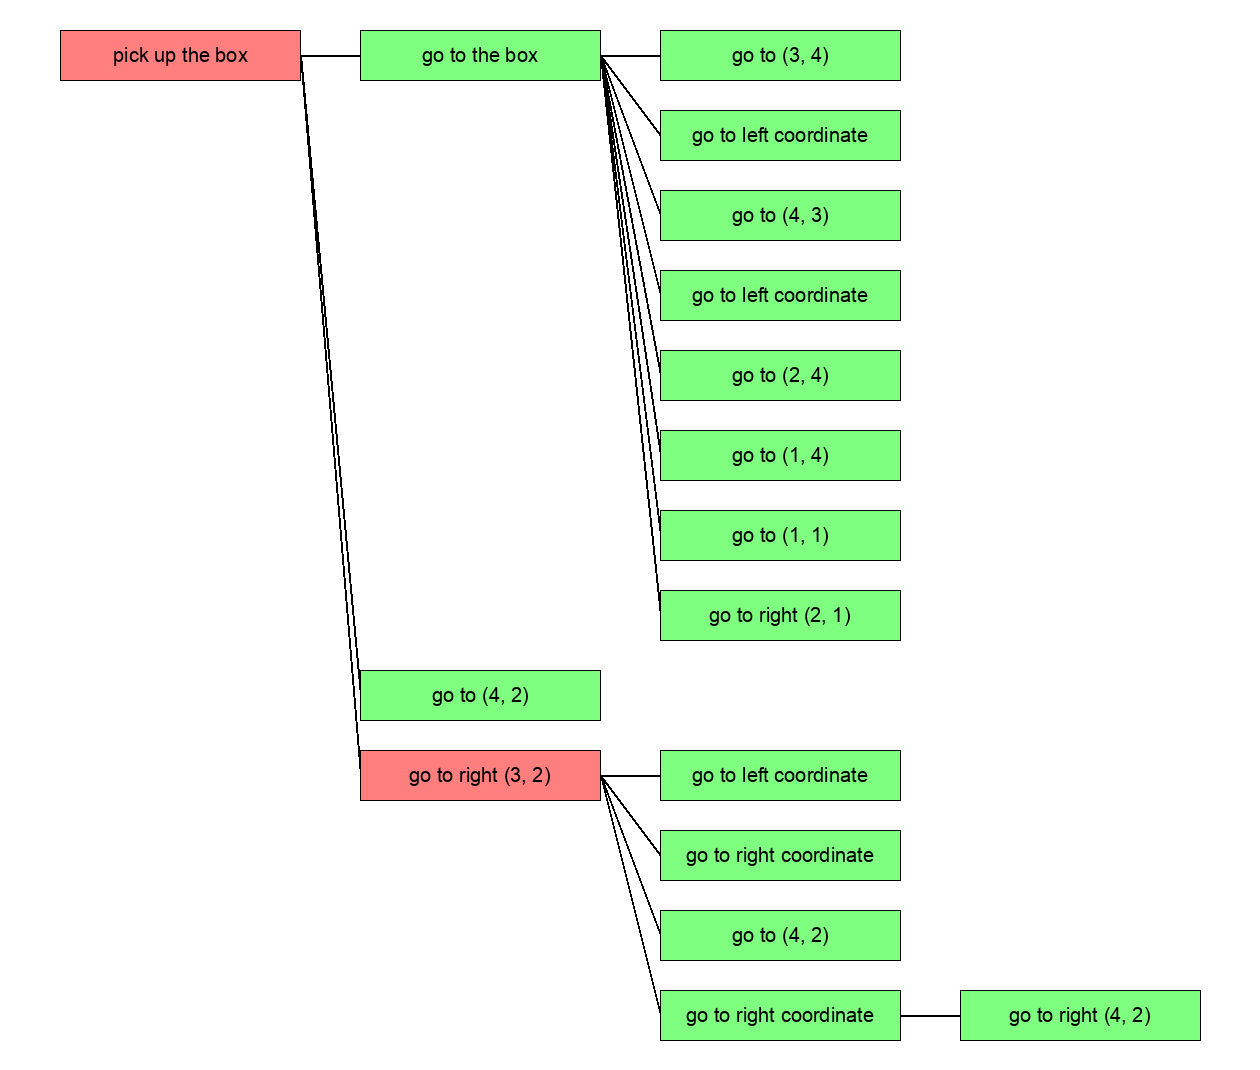 pick up the box
go to the box
go to (3, 4)
go to left coordinate
go to (4, 3)
go to left coordinate
go to (2, 4)
go to (1, 4)
go to (1, 1)
go to right (2, 1)
go to (4, 2)
go to right (3, 2)
go to left coordinate
go to right coordinate
go to (4, 2)
go to right coordinate
go to right (4, 2)